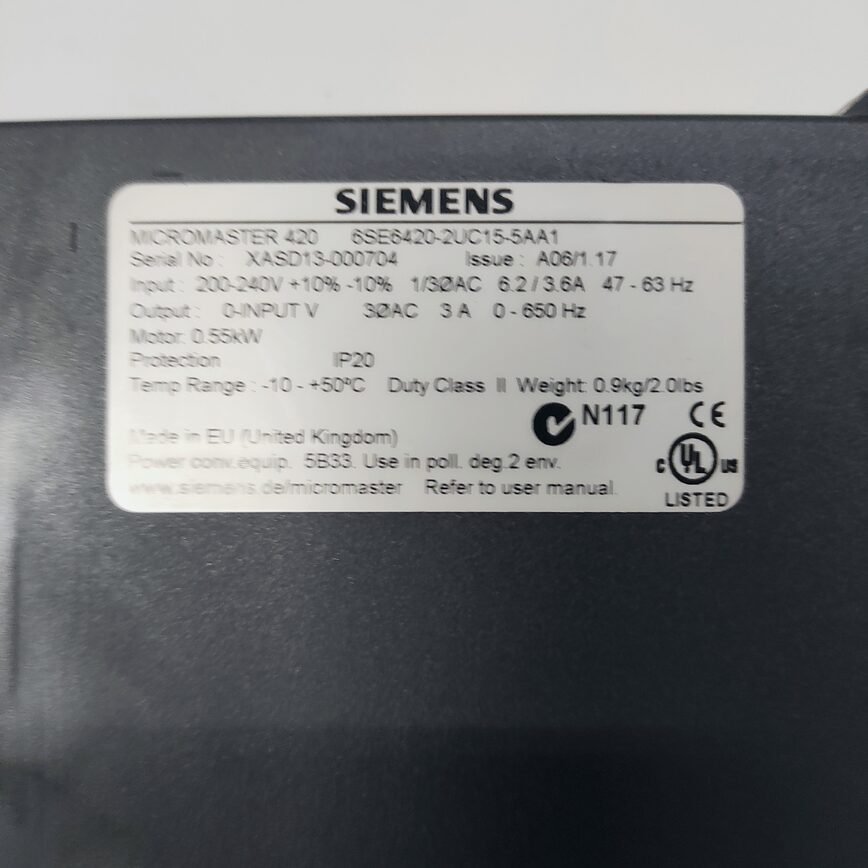 SIEMENS
MICROMASTER 420 6SE6420-2UC15-5AA1
Serial No : XASD13-000704 Issue : A06/1.17
Input : 200-240V +10% -10% 1/3ØAC 6.2 / 3.6A 47 - 63 Hz
Output : 0-INPUT V 3ØAC 3 A 0 - 650 Hz
Motor: 0.55kW
Protection IP20
Temp Range : -10 - +50ºC Duty Class II Weight: 0.9kg/2.0lbs
N117 CE
Made in EU (United Kingdom)
Power conv.equip. 5B33. Use in poll. deg.2 env.
C UL US
www.siemens.de/micromaster Refer to user manual.
LISTED